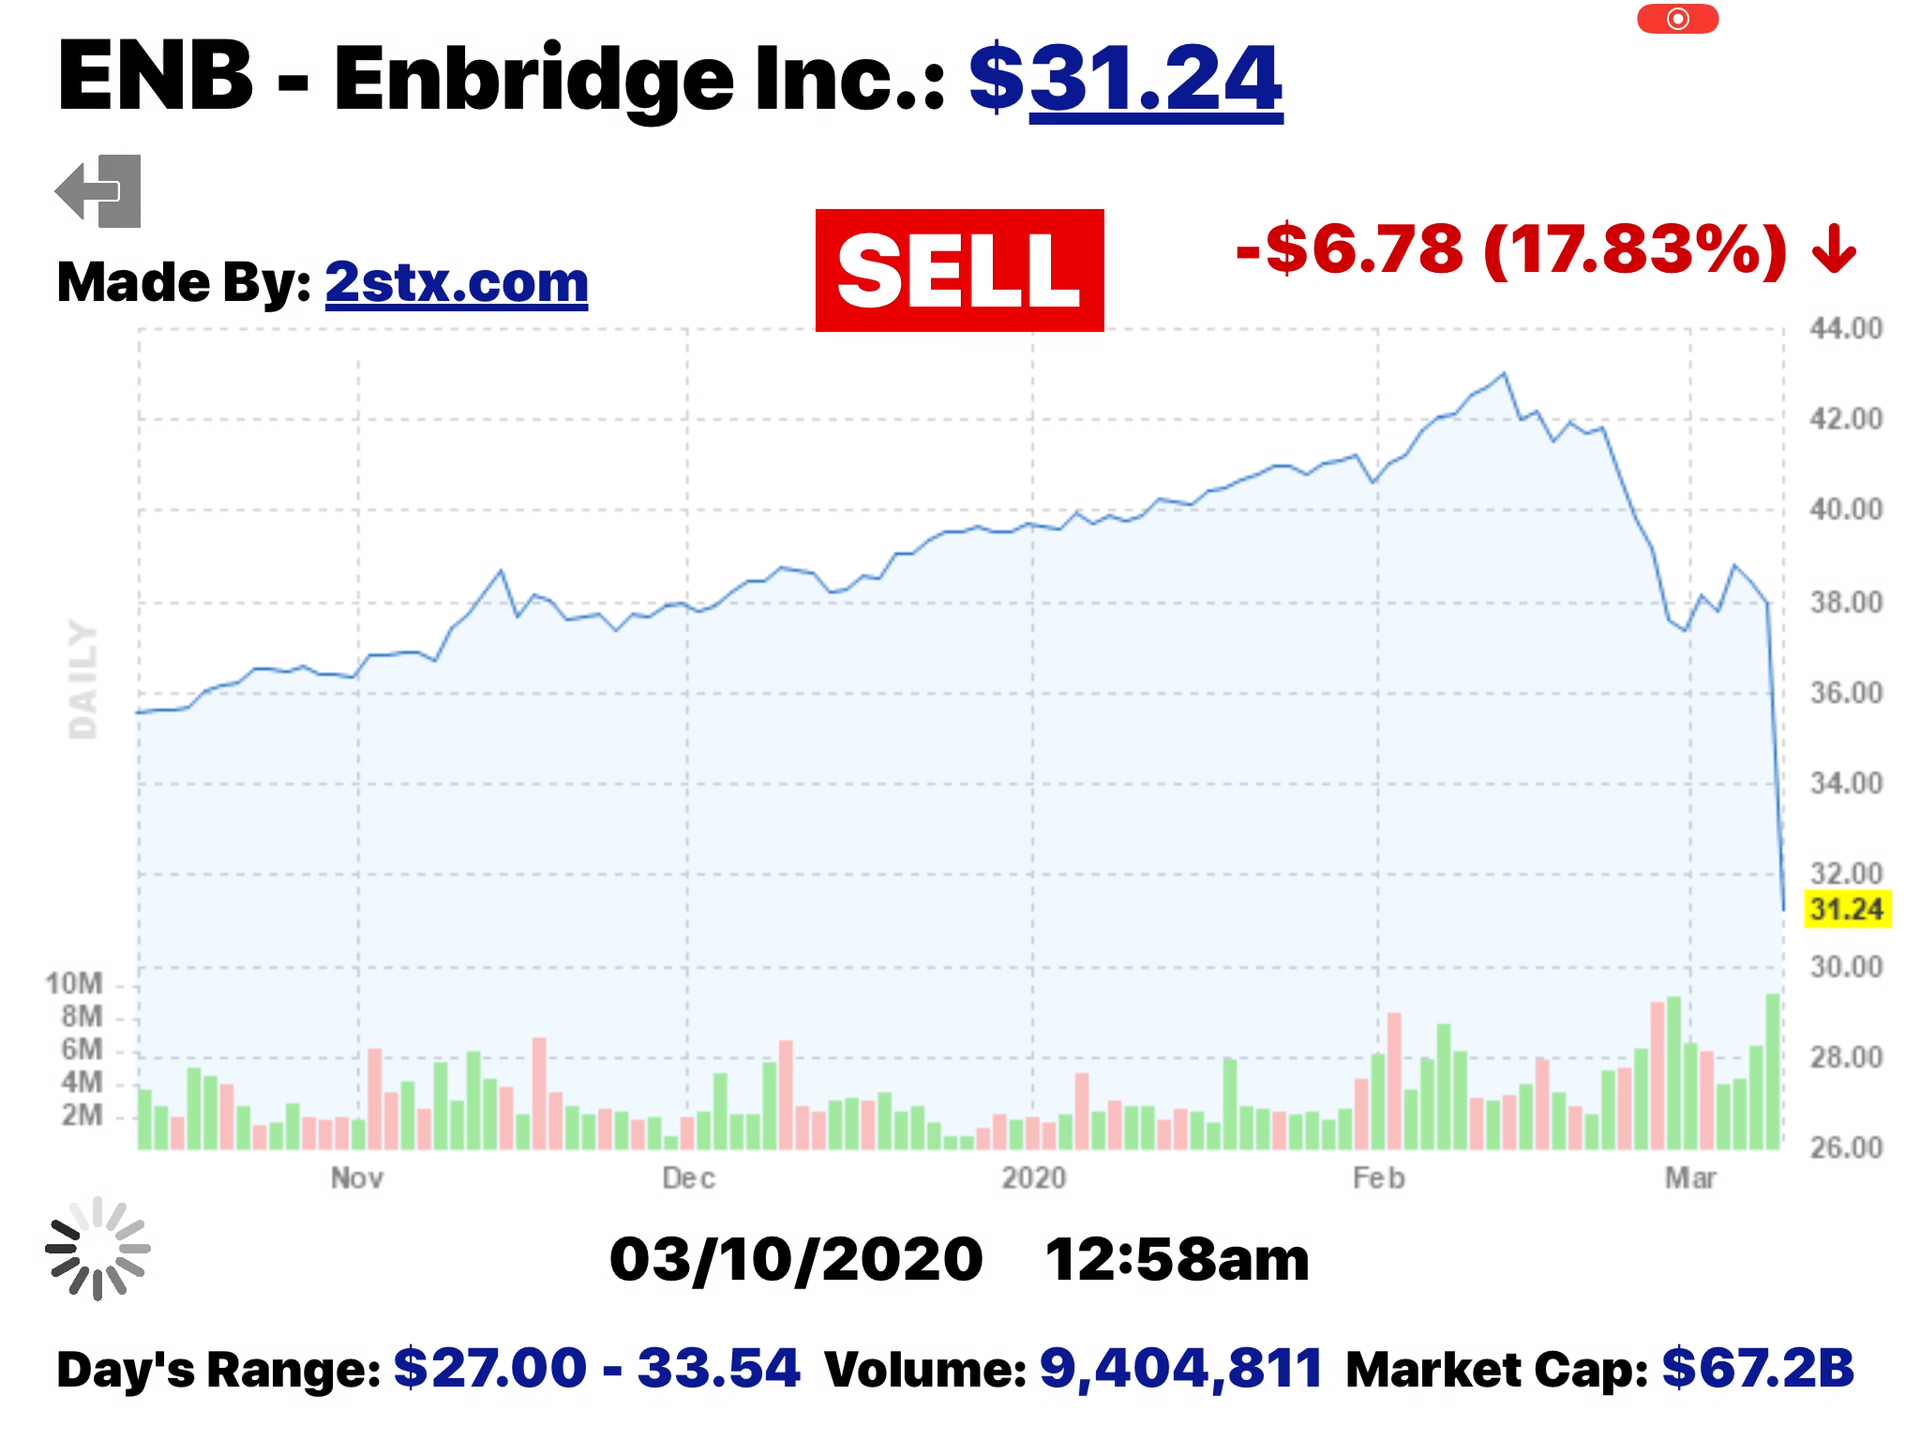 ENB - Enbridge Inc.: $31.24
SELL
-$6.78 (17.83%) ↓
Made By: 2stx.com
44.00
42.00
40.00
38.00
DAILY
36.00
34.00
32.00
31.24
30.00
10M
8M
6M
28.00
4M
2M
26.00
Nov Dec 2020 Feb Mar
03/10/2020 12:58am
Day's Range: $27.00 - 33.54 Volume: 9,404,811 Market Cap: $67.2B